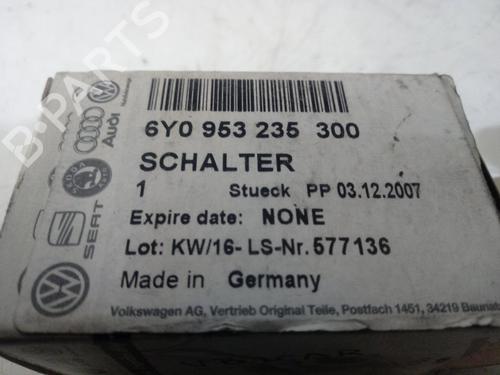 6Y0 953 235 300
SCHALTER
1 Stueck PP 03.12.2007
Expire date: NONE
Lot: KW/16- LS-Nr. 577136
Made in Germany
Volkswagen AG, Vertrieb Original Teile, Postfach 1451, 34219 Baunata
Audi
SEAT
B-PARTS